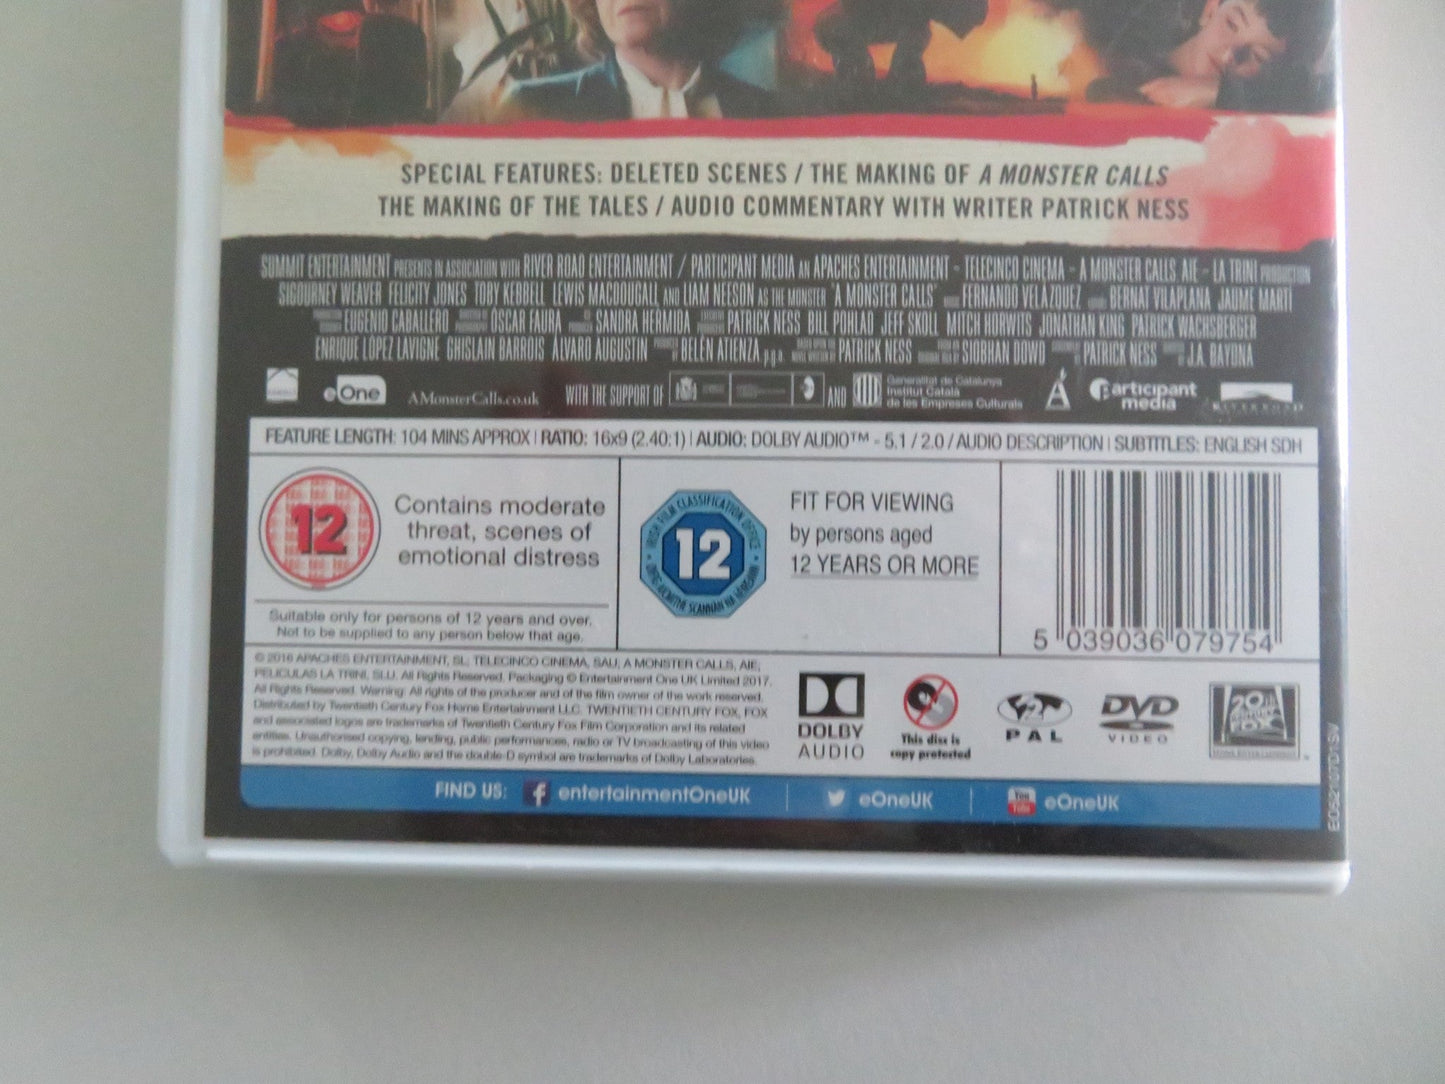 SPECIAL FEATURES: DELETED SCENES / THE MAKING OF A MONSTER CALLS
THE MAKING OF THE TALES / AUDIO COMMENTARY WITH WRITER PATRICK NESS
SUMMIT ENTERTAINMENT PRESENTS IN ASSOCIATION WITH RIVER ROAD ENTERTAINMENT / PARTICIPANT MEDIA AN APACHES ENTERTAINMENT - TELECINCO CINEMA - A MONSTER CALLS AIE - LA TRINI PRODUCTION
SIGOURNEY WEAVER FELICITY JONES TOBY KEBBELL LEWIS MACDOUGALL AND LIAM NEESON AS THE MONSTER 'A MONSTER CALLS' FERNANDO VELÁZQUEZ BERNAT VILAPLANA JAUME MARTÍ
EUGENIO CABALLERO ÓSCAR FAURA SANDRA HERMIDA PATRICK NESS BILL POHLAD JEFF SKOLL MITCH HORWITS JONATHAN KING PATRICK WACHSBERGER
ENRIQUE LÓPEZ LAVIGNE GHISLAIN BARROIS ÁLVARO AUGUSTIN BELÉN ATIENZA p.g.a. PATRICK NESS SIOBHAN DOWD PATRICK NESS J.A. BAYONA
eOne AMonsterCalls.co.uk WITH THE SUPPORT OF AND Generalitat de Catalunya
Institut Català
de les Empreses Culturals
Participant
media
RIVER ROAD
FEATURE LENGTH: 104 MINS APPROX | RATIO: 16x9 (2.40:1) | AUDIO: DOLBY AUDIO™ - 5.1 / 2.0 / AUDIO DESCRIPTION | SUBTITLES: ENGLISH SDH
12
Contains moderate
threat, scenes of
emotional distress
Suitable only for persons of 12 years and over.
Not to be supplied to any person below that age.
IRISH FILM CLASSIFICATION OFFICE
12
FIT FOR VIEWING
by persons aged
12 YEARS OR MORE
5 039036 079754
© 2016 APACHES ENTERTAINMENT, SL; TELECINCO CINEMA, SAU; A MONSTER CALLS, AIE;
PELICULAS LA TRINI, SLU. All Rights Reserved. Packaging © Entertainment One UK Limited 2017.
All Rights Reserved. Warning: All rights of the producer and of the film owner of the work reserved.
Distributed by Twentieth Century Fox Home Entertainment LLC. TWENTIETH CENTURY FOX, FOX
and associated logos are trademarks of Twentieth Century Fox Film Corporation and its related
entities. Unauthorised copying, lending, public performances, radio or TV broadcasting of this video
is prohibited. Dolby, Dolby Audio and the double-D symbol are trademarks of Dolby Laboratories.
DOLBY
AUDIO
This disc is
copy protected
2
PAL
DVD
VIDEO
20th
CENTURY
FOX
EO52107D1SV
FIND US: entertainmentOneUK eOneUK You Tube eOneUK